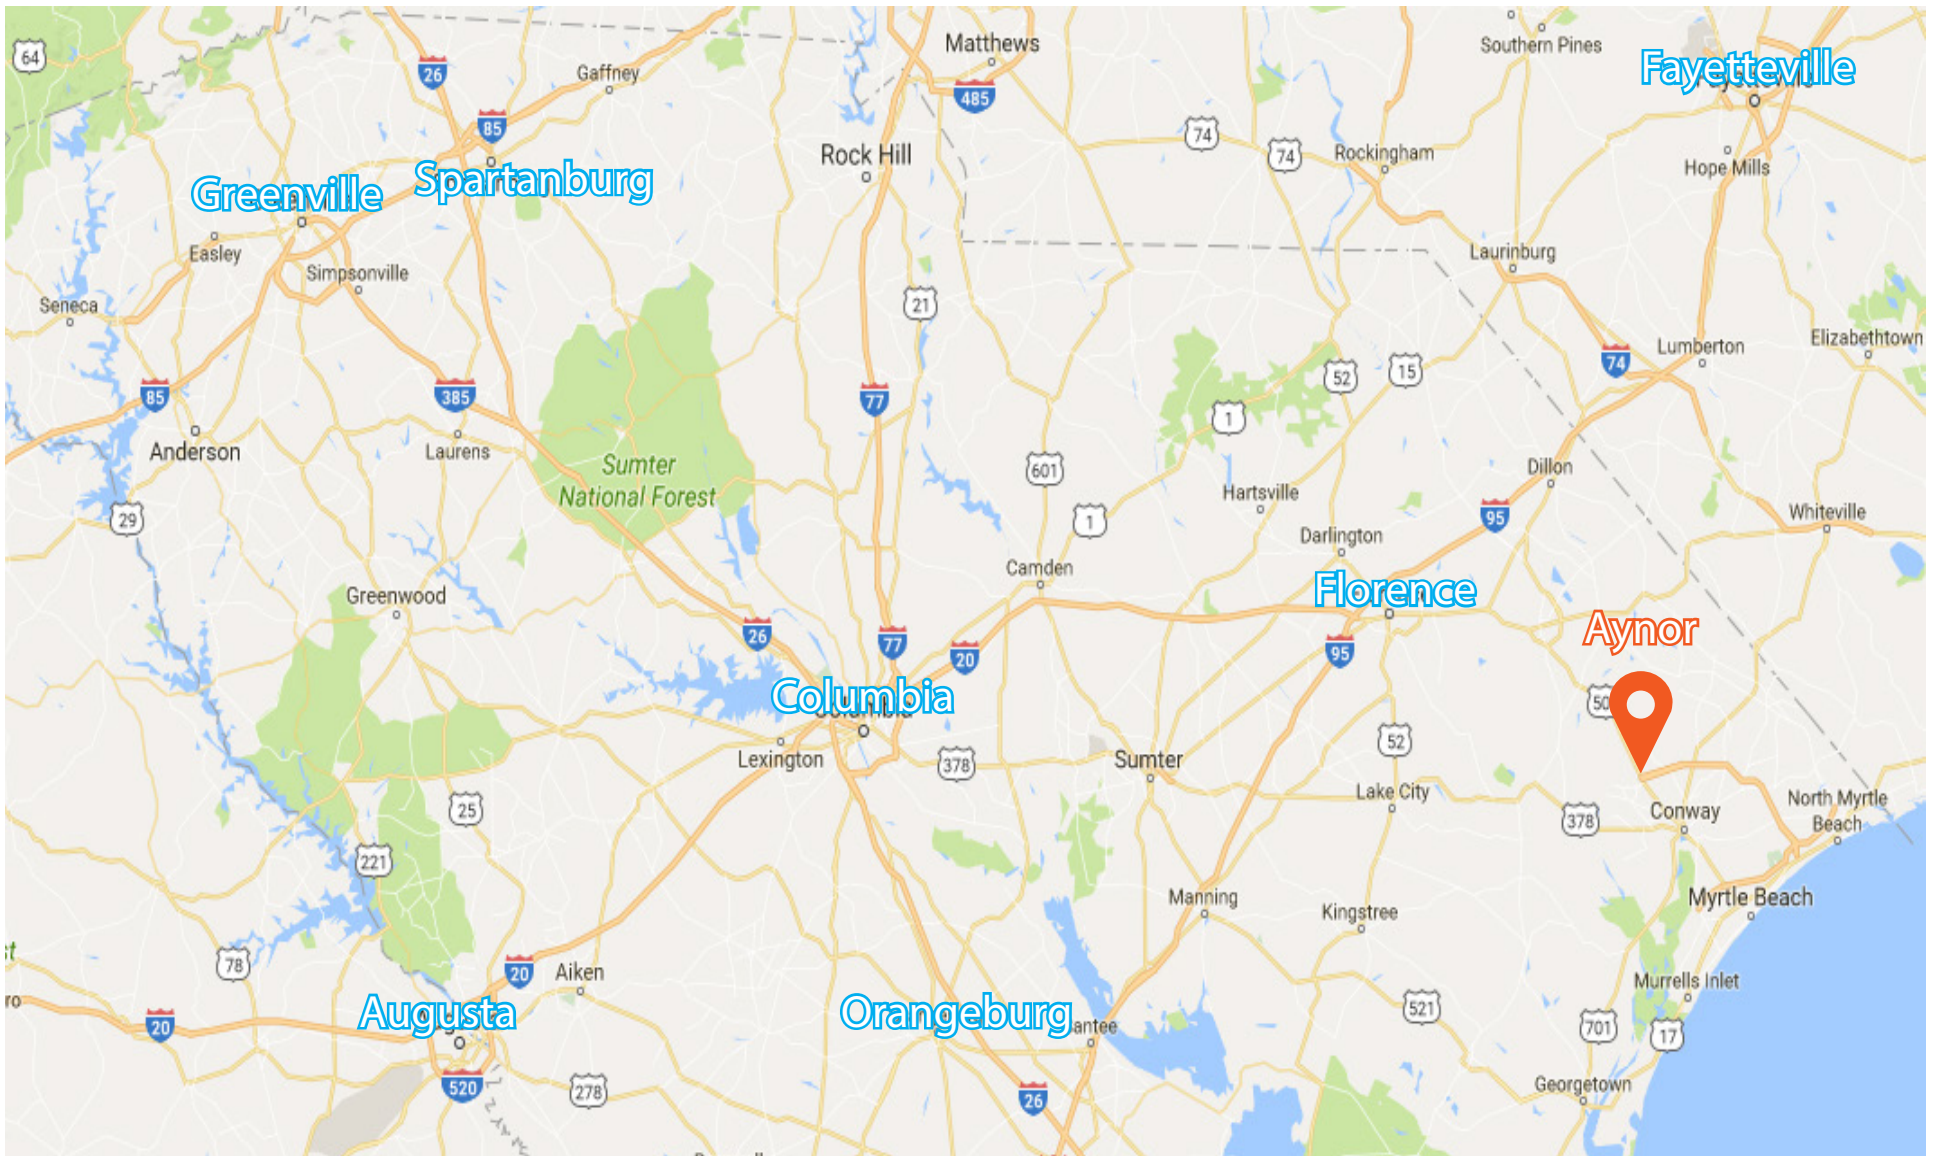 64
26
Gaffney
Matthews
Southern Pines
Fayetteville
85
485
74
74
Rock Hill
Rockingham
Hope Mills
Spartanburg
Greenville
Easley
Simpsonville
Laurinburg
Seneca
21
Elizabethtown
Lumberton
74
52
15
85
385
77
1
Anderson
Laurens
Sumter
National Forest
601
Dillon
Hartsville
29
1
95
Whiteville
Darlington
Camden
Florence
Greenwood
26
77
20
95
Aynor
Columbia
50
Lexington
378
Sumter
52
Lake City
25
378
Conway
North Myrtle
Beach
221
Manning
Kingstree
Myrtle Beach
st
78
20
Aiken
Murrells Inlet
ro
20
Augusta
Orangeburg
antee
521
701
17
520
278
26
Georgetown